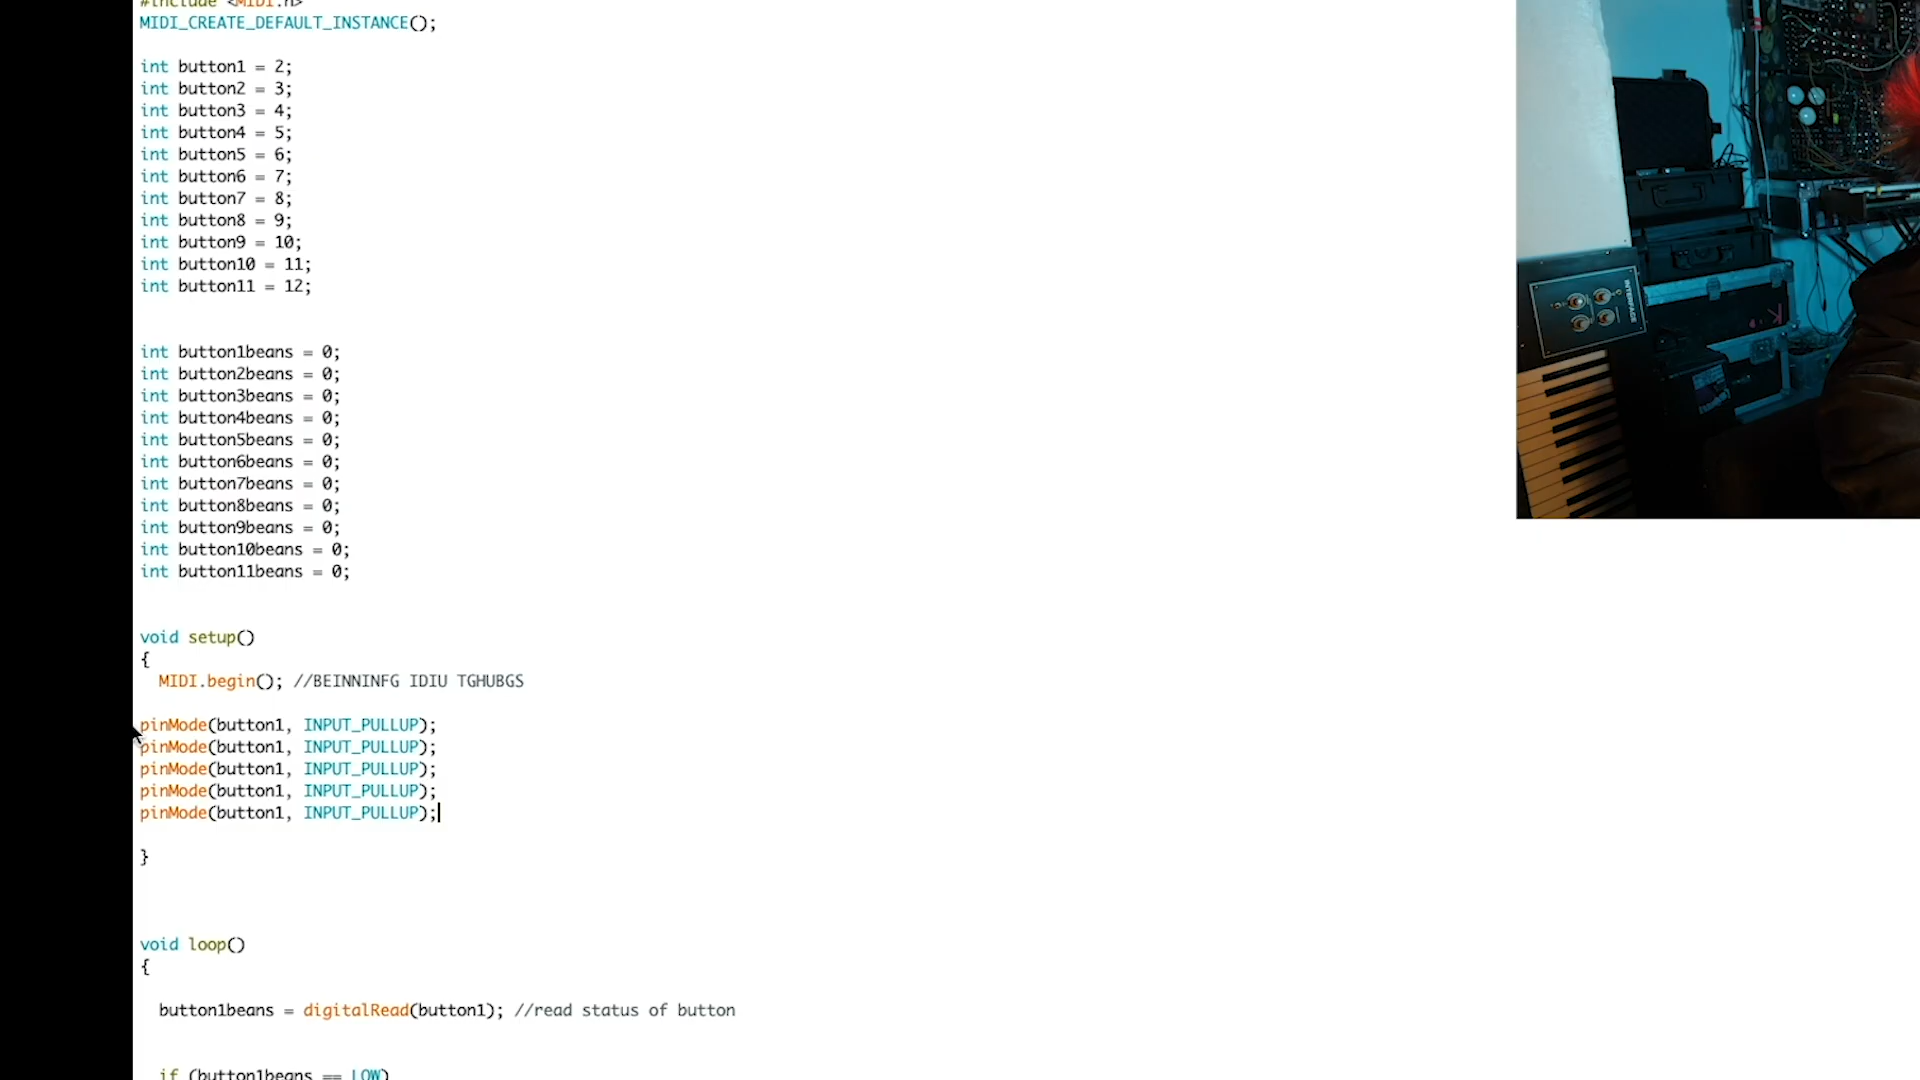 #include <MIDI.h>
MIDI_CREATE_DEFAULT_INSTANCE();
int button1 = 2;
int button2 = 3;
int button3 = 4;
int button4 = 5;
int button5 = 6;
int button6 = 7;
int button7 = 8;
int button8 = 9;
int button9 = 10;
int button10 = 11;
int button11 = 12;
int button1beans = 0;
int button2beans = 0;
int button3beans = 0;
int button4beans = 0;
int button5beans = 0;
int button6beans = 0;
int button7beans = 0;
int button8beans = 0;
int button9beans = 0;
int button10beans = 0;
int button11beans = 0;
void setup()
{
MIDI.begin(); //BEINNINFG IDIU TGHUBGS
pinMode(button1, INPUT_PULLUP);
pinMode(button1, INPUT_PULLUP);
pinMode(button1, INPUT_PULLUP);
pinMode(button1, INPUT_PULLUP);
pinMode(button1, INPUT_PULLUP);
}
void loop()
{
button1beans = digitalRead(button1); //read status of button
if (button1beans == LOW)
INTERFACE